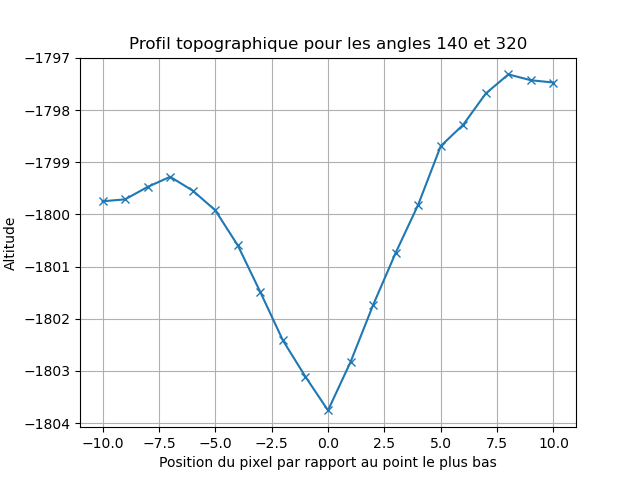 Profil topographique pour les angles 140 et 320
−1797
−1798
−1799
−1800
−1801
−1802
−1803
−1804
Altitude
−10.0 −7.5 −5.0 −2.5 0.0 2.5 5.0 7.5 10.0
Position du pixel par rapport au point le plus bas